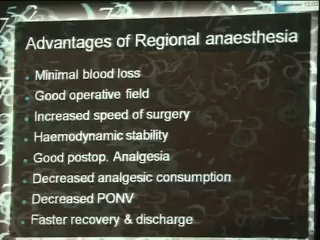 Advantages of Regional anaesthesia
Minimal blood loss
Good operative field
Increased speed of surgery
Haemodynamic stability
Good postop. Analgesia
Decreased analgesic consumption
Decreased PONV
Faster recovery & discharge